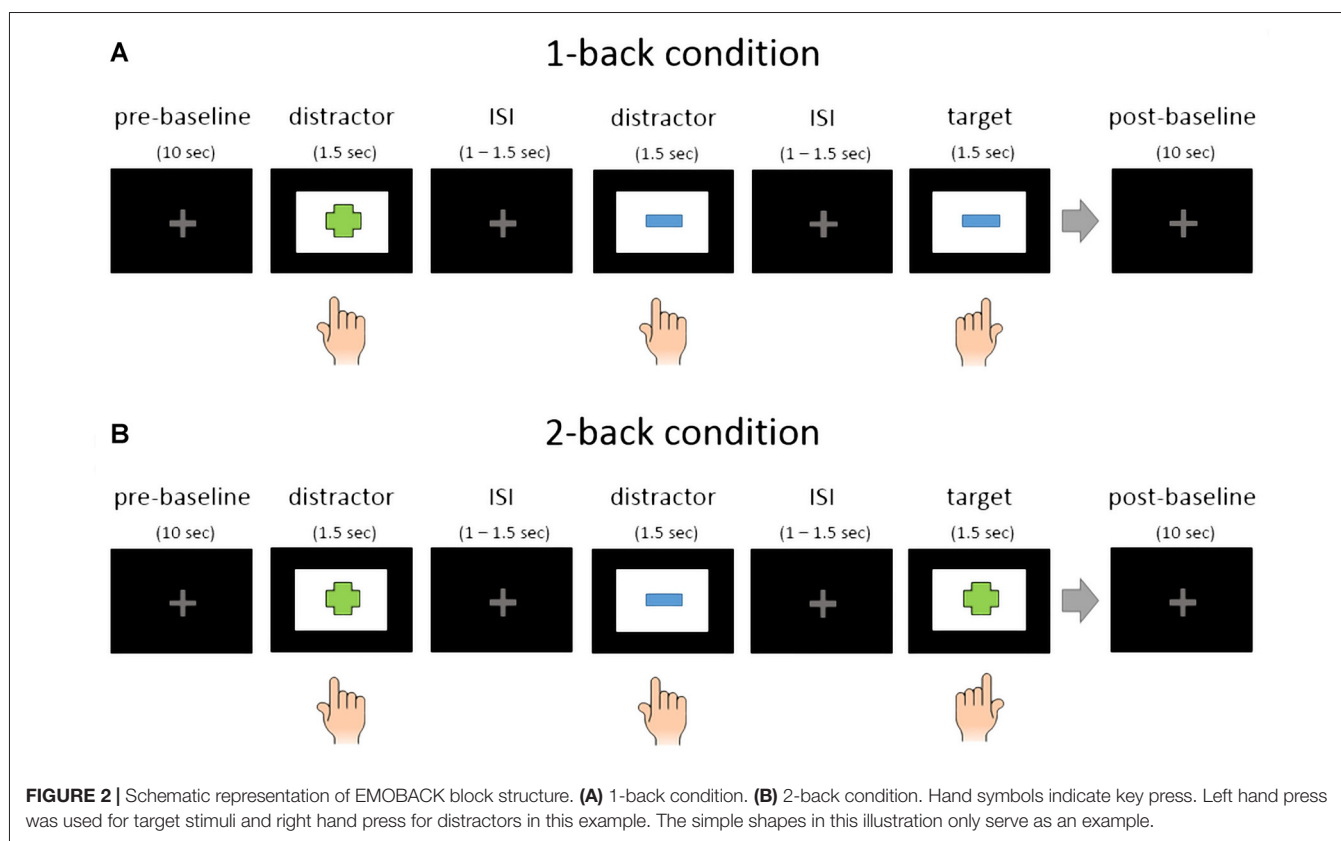 A
1-back condition
pre-baseline distractor ISI distractor ISI target post-baseline
(10 sec) (1.5 sec) (1 – 1.5 sec) (1.5 sec) (1 – 1.5 sec) (1.5 sec) (10 sec)
B
2-back condition
pre-baseline distractor ISI distractor ISI target post-baseline
(10 sec) (1.5 sec) (1 – 1.5 sec) (1.5 sec) (1 – 1.5 sec) (1.5 sec) (10 sec)
FIGURE 2 | Schematic representation of EMOBACK block structure. (A) 1-back condition. (B) 2-back condition. Hand symbols indicate key press. Left hand press
was used for target stimuli and right hand press for distractors in this example. The simple shapes in this illustration only serve as an example.